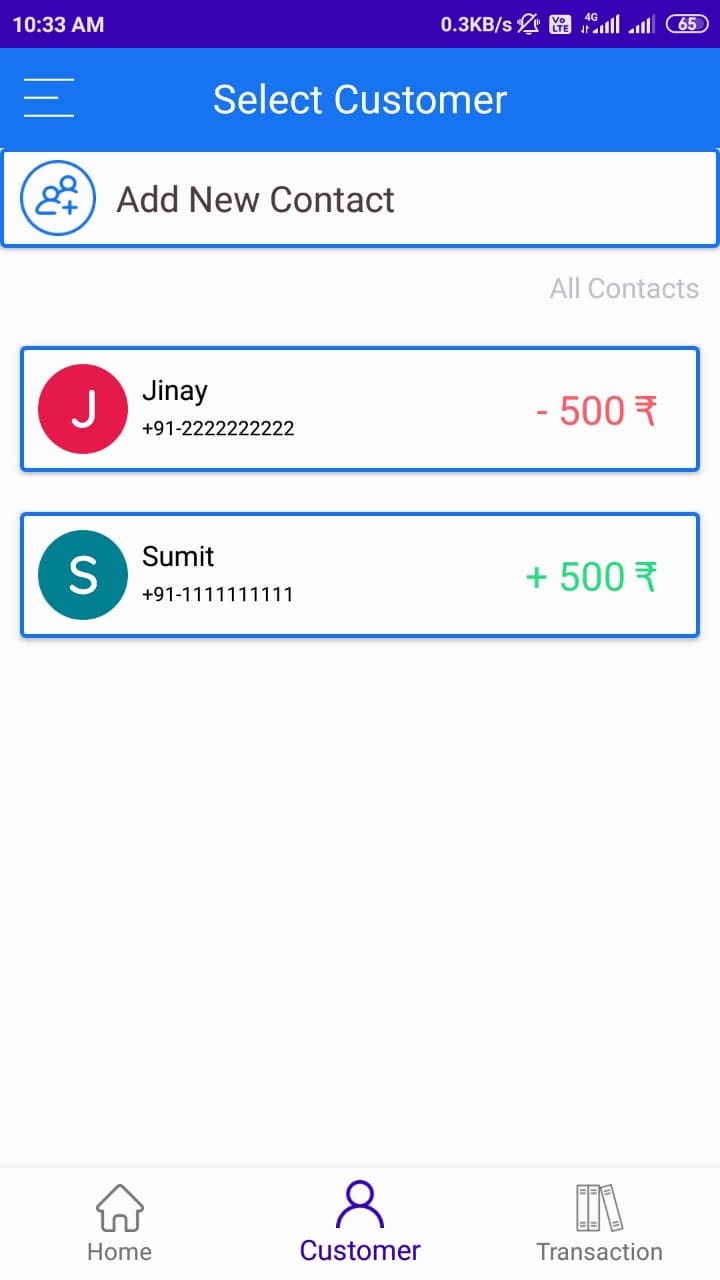 10:33 AM 0.3KB/s Vo LTE 4G 65
Select Customer
Add New Contact
All Contacts
J Jinay - 500 ₹
+91-2222222222
S Sumit + 500 ₹
+91-1111111111
Home Customer Transaction